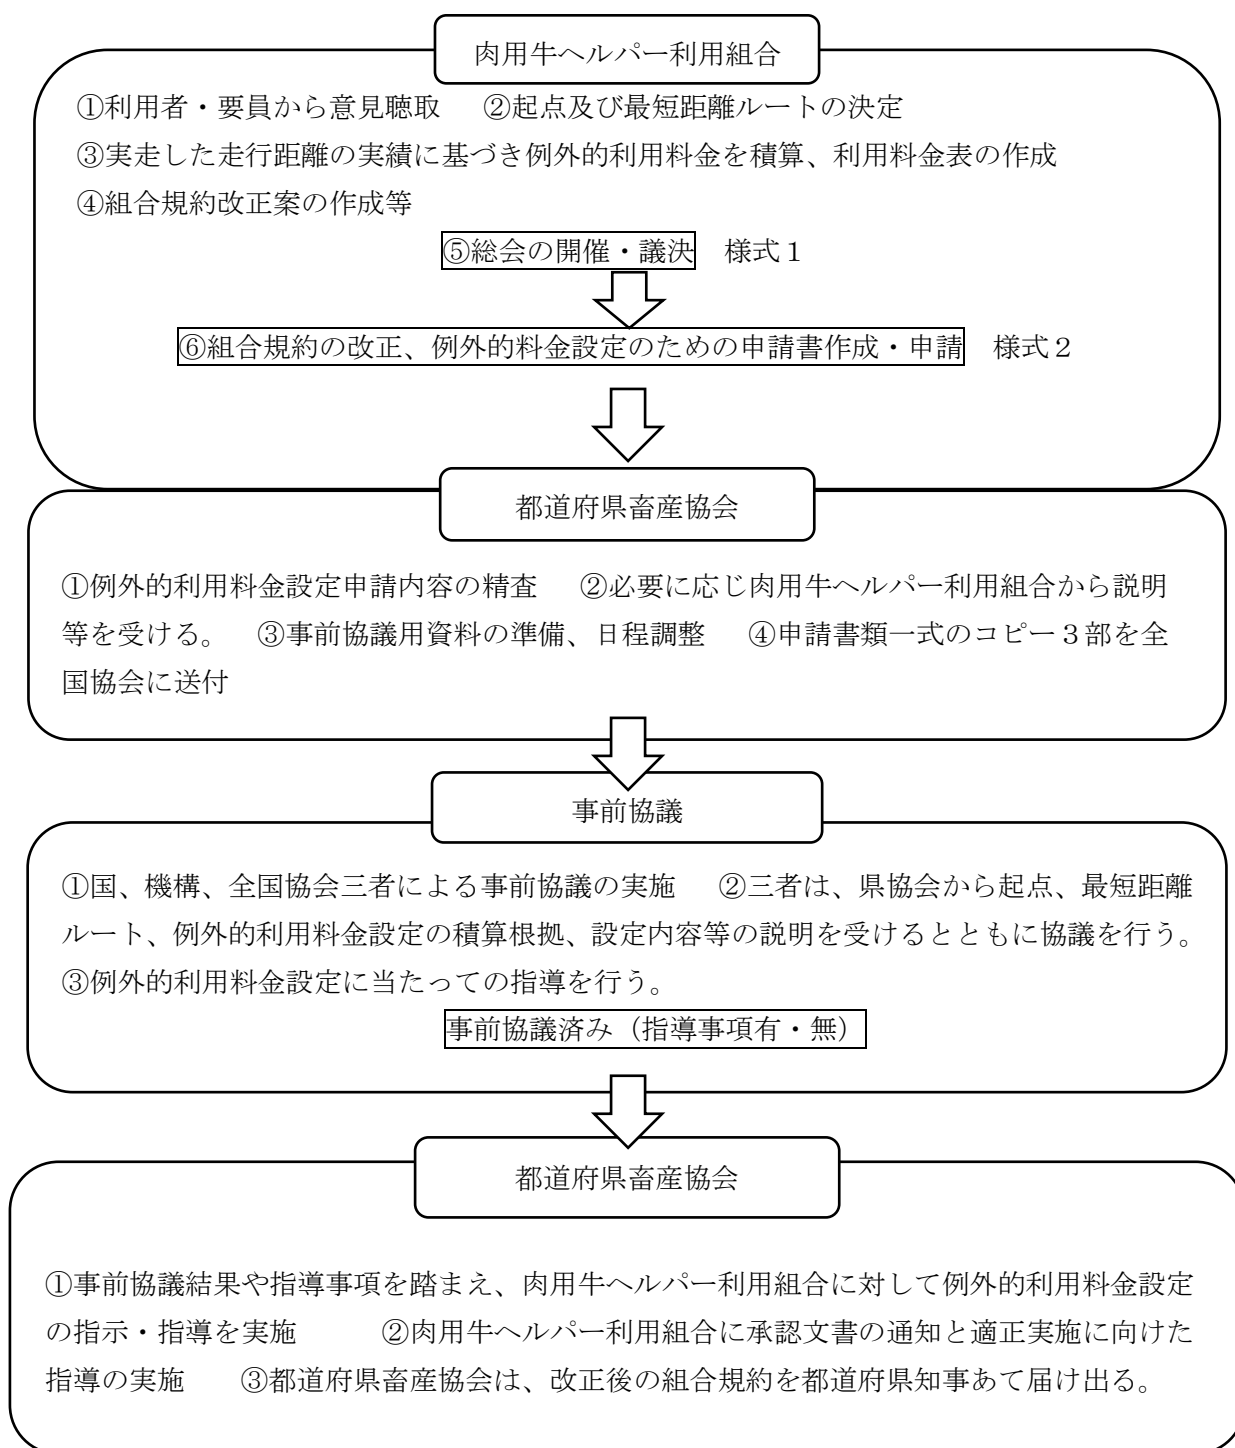 肉用牛ヘルパー利用組合
①利用者・要員から意見聴取　②起点及び最短距離ルートの決定
③実走した走行距離の実績に基づき例外的利用料金を積算、利用料金表の作成
④組合規約改正案の作成等
⑤総会の開催・議決　様式１
⑥組合規約の改正、例外的料金設定のための申請書作成・申請　様式２
都道府県畜産協会
①例外的利用料金設定申請内容の精査　②必要に応じ肉用牛ヘルパー利用組合から説明
等を受ける。　③事前協議用資料の準備、日程調整　④申請書類一式のコピー３部を全
国協会に送付
事前協議
①国、機構、全国協会三者による事前協議の実施　②三者は、県協会から起点、最短距離
ルート、例外的利用料金設定の積算根拠、設定内容等の説明を受けるとともに協議を行う。
③例外的利用料金設定に当たっての指導を行う。
事前協議済み（指導事項有・無）
都道府県畜産協会
①事前協議結果や指導事項を踏まえ、肉用牛ヘルパー利用組合に対して例外的利用料金設定
の指示・指導を実施　　②肉用牛ヘルパー利用組合に承認文書の通知と適正実施に向けた
指導の実施　③都道府県畜産協会は、改正後の組合規約を都道府県知事あて届け出る。